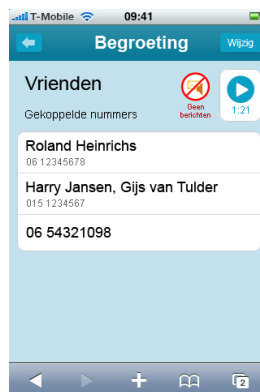 T-Mobile 09:41
Begroeting Wijzig
Vrienden
Gekoppelde nummers
Geen
berichten
1:21
Roland Heinrichs
06 12345678
Harry Jansen, Gijs van Tulder
015 1234567
06 54321098
2